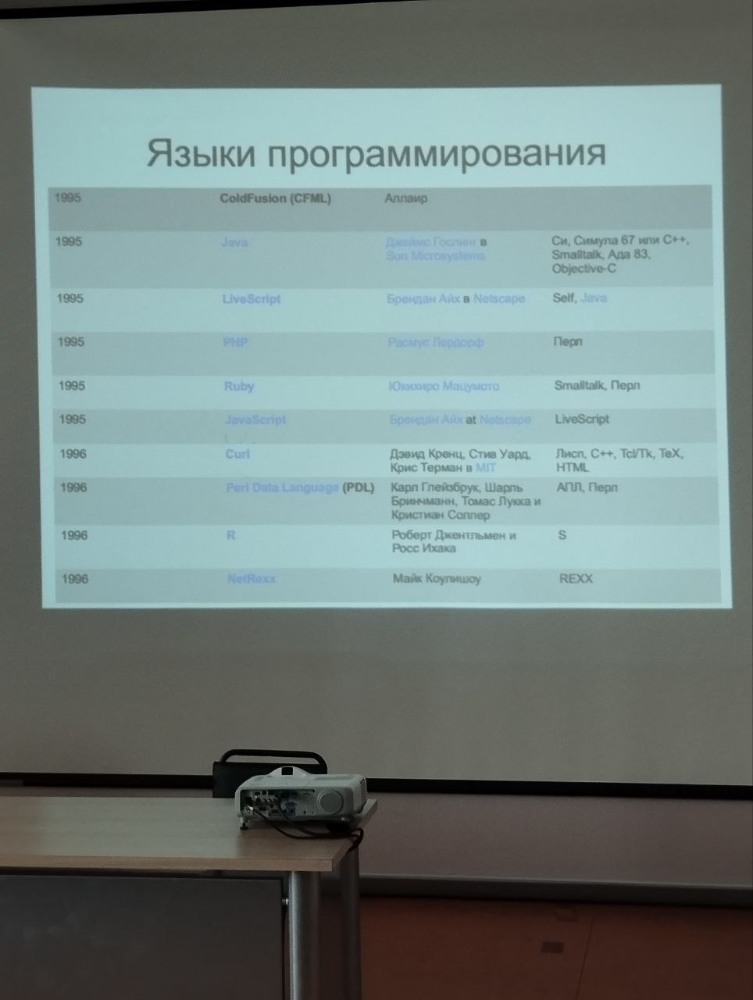 Языки программирования
1995 ColdFusion (CFML) Аллаир
1995 Java Джеймс Гослинг в Си, Симула 67 или C++,
Sun Microsystems Smalltalk, Ада 83,
Objective-C
1995 LiveScript Брендан Айх в Netscape Self, Java
1995 PHP Расмус Лердорф Перл
1995 Ruby Юкихиро Мацумото Smalltalk, Перл
1995 JavaScript Брендан Айх at Netscape LiveScript
1996 Curl Дэвид Кренц, Стив Уард, Лисп, C++, Tcl/Tk, TeX,
Крис Терман в MIT HTML
1996 Perl Data Language (PDL) Карл Глейзбрук, Шарль АПЛ, Перл
Бринчманн, Томас Лукка и
Кристиан Соллер
1996 R Роберт Джентльмен и S
Росс Ихака
1996 NetRexx Майк Коулишоу REXX